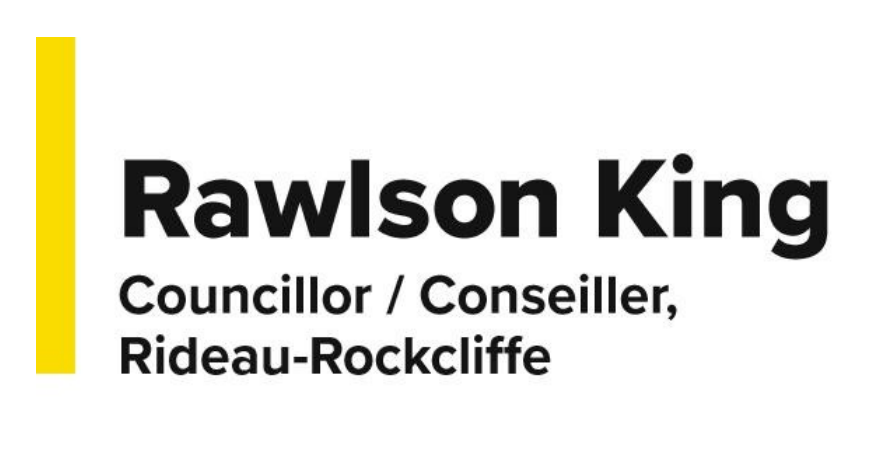 Rawlson King
Councillor / Conseiller,
Rideau-Rockcliffe